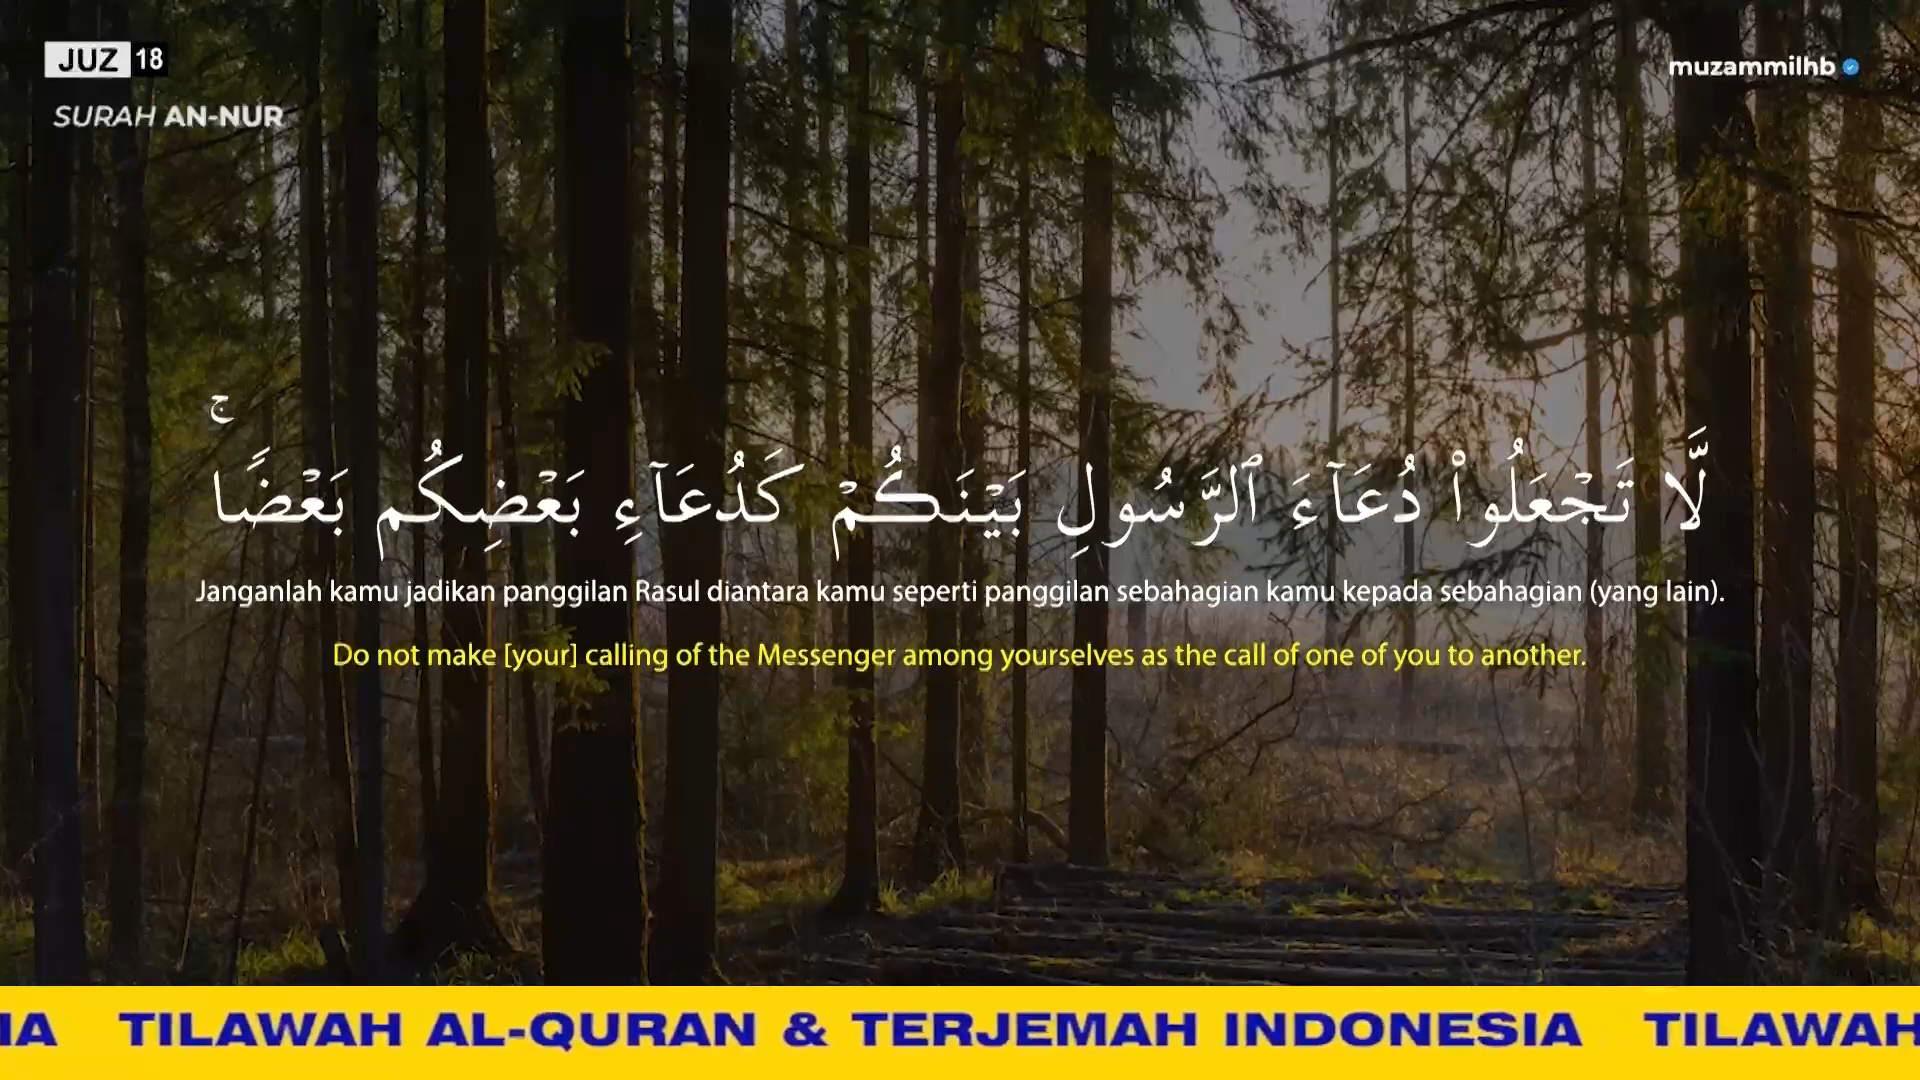 JUZ 18
muzammilhb
SURAH AN-NUR
لَّا تَجْعَلُوا۟ دُعَآءَ ٱلرَّسُولِ بَيْنَكُمْ كَدُعَآءِ بَعْضِكُم بَعْضًا ۚ
Janganlah kamu jadikan panggilan Rasul diantara kamu seperti panggilan sebahagian kamu kepada sebahagian (yang lain).
Do not make [your] calling of the Messenger among yourselves as the call of one of you to another.
IA TILAWAH AL-QURAN & TERJEMAH INDONESIA TILAWAH